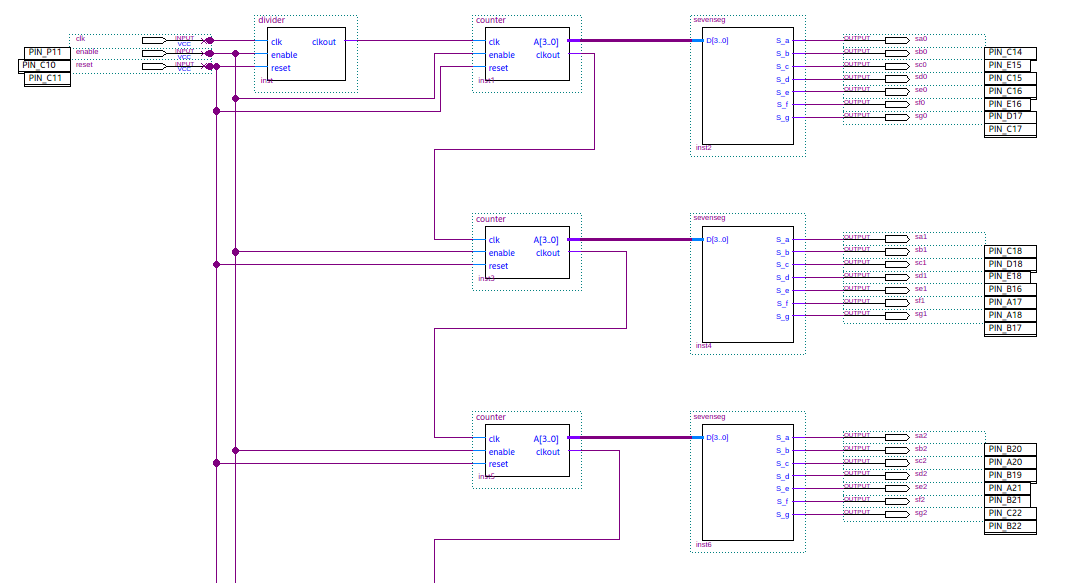 divider
counter
sevenseg
clk
INPUT
VCC
enable
INPUT
VCC
reset
INPUT
VCC
PIN_P11
PIN_C10
PIN_C11
clk
clkout
enable
reset
inst
clk
A[3..0]
enable
clkout
reset
inst1
D[3..0]
S_a
S_b
S_c
S_d
S_e
S_f
S_g
inst2
OUTPUT
sa0
OUTPUT
sb0
OUTPUT
sc0
OUTPUT
sd0
OUTPUT
se0
OUTPUT
sf0
OUTPUT
sg0
PIN_C14
PIN_E15
PIN_C15
PIN_C16
PIN_E16
PIN_D17
PIN_C17
counter
sevenseg
clk
A[3..0]
enable
clkout
reset
inst3
D[3..0]
S_a
S_b
S_c
S_d
S_e
S_f
S_g
inst4
OUTPUT
sa1
OUTPUT
sb1
OUTPUT
sc1
OUTPUT
sd1
OUTPUT
se1
OUTPUT
sf1
OUTPUT
sg1
PIN_C18
PIN_D18
PIN_E18
PIN_B16
PIN_A17
PIN_A18
PIN_B17
counter
sevenseg
clk
A[3..0]
enable
clkout
reset
inst5
D[3..0]
S_a
S_b
S_c
S_d
S_e
S_f
S_g
inst6
OUTPUT
sa2
OUTPUT
sb2
OUTPUT
sc2
OUTPUT
sd2
OUTPUT
se2
OUTPUT
sf2
OUTPUT
sg2
PIN_B20
PIN_A20
PIN_B19
PIN_A21
PIN_B21
PIN_C22
PIN_B22